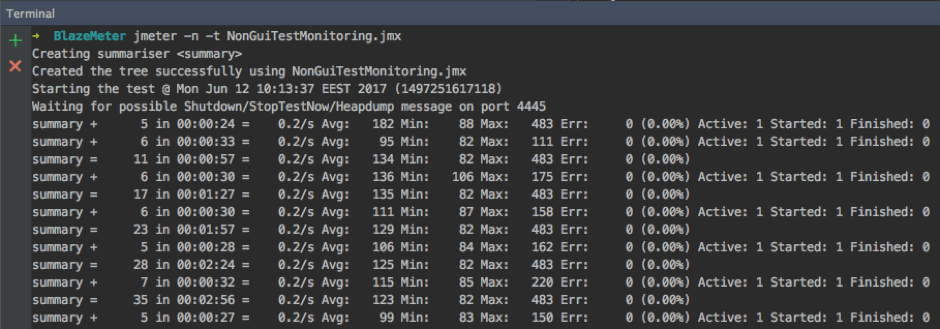 Terminal
→ BlazeMeter jmeter -n -t NonGuiTestMonitoring.jmx
Creating summariser <summary>
Created the tree successfully using NonGuiTestMonitoring.jmx
Starting the test @ Mon Jun 12 10:13:37 EEST 2017 (1497251617118)
Waiting for possible Shutdown/StopTestNow/Heapdump message on port 4445
summary +      5 in 00:00:24 =    0.2/s Avg:   182 Min:    88 Max:   483 Err:     0 (0.00%) Active: 1 Started: 1 Finished: 0
summary +      6 in 00:00:33 =    0.2/s Avg:    95 Min:    82 Max:   111 Err:     0 (0.00%) Active: 1 Started: 1 Finished: 0
summary =     11 in 00:00:57 =    0.2/s Avg:   134 Min:    82 Max:   483 Err:     0 (0.00%)
summary +      6 in 00:00:30 =    0.2/s Avg:   136 Min:   106 Max:   175 Err:     0 (0.00%) Active: 1 Started: 1 Finished: 0
summary =     17 in 00:01:27 =    0.2/s Avg:   135 Min:    82 Max:   483 Err:     0 (0.00%)
summary +      6 in 00:00:30 =    0.2/s Avg:   111 Min:    87 Max:   158 Err:     0 (0.00%) Active: 1 Started: 1 Finished: 0
summary =     23 in 00:01:57 =    0.2/s Avg:   129 Min:    82 Max:   483 Err:     0 (0.00%)
summary +      5 in 00:00:28 =    0.2/s Avg:   106 Min:    84 Max:   162 Err:     0 (0.00%) Active: 1 Started: 1 Finished: 0
summary =     28 in 00:02:24 =    0.2/s Avg:   125 Min:    82 Max:   483 Err:     0 (0.00%)
summary +      7 in 00:00:32 =    0.2/s Avg:   115 Min:    85 Max:   220 Err:     0 (0.00%) Active: 1 Started: 1 Finished: 0
summary =     35 in 00:02:56 =    0.2/s Avg:   123 Min:    82 Max:   483 Err:     0 (0.00%)
summary +      5 in 00:00:27 =    0.2/s Avg:    99 Min:    83 Max:   150 Err:     0 (0.00%) Active: 1 Started: 1 Finished: 0